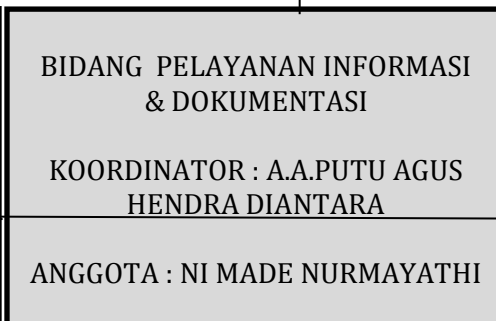 BIDANG PELAYANAN INFORMASI
& DOKUMENTASI
KOORDINATOR : A.A.PUTU AGUS
HENDRA DIANTARA
ANGGOTA : NI MADE NURMAYATHI